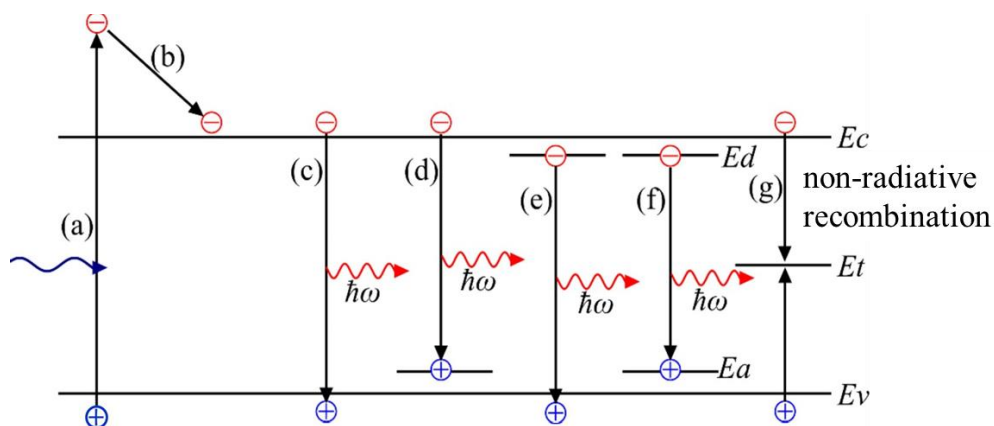 (b)
Ec
(c)
(d)
Ed
(e)
(f)
(g)
non-radiative
recombination
(a)
Et
ħω
ħω
ħω
ħω
Ea
Ev